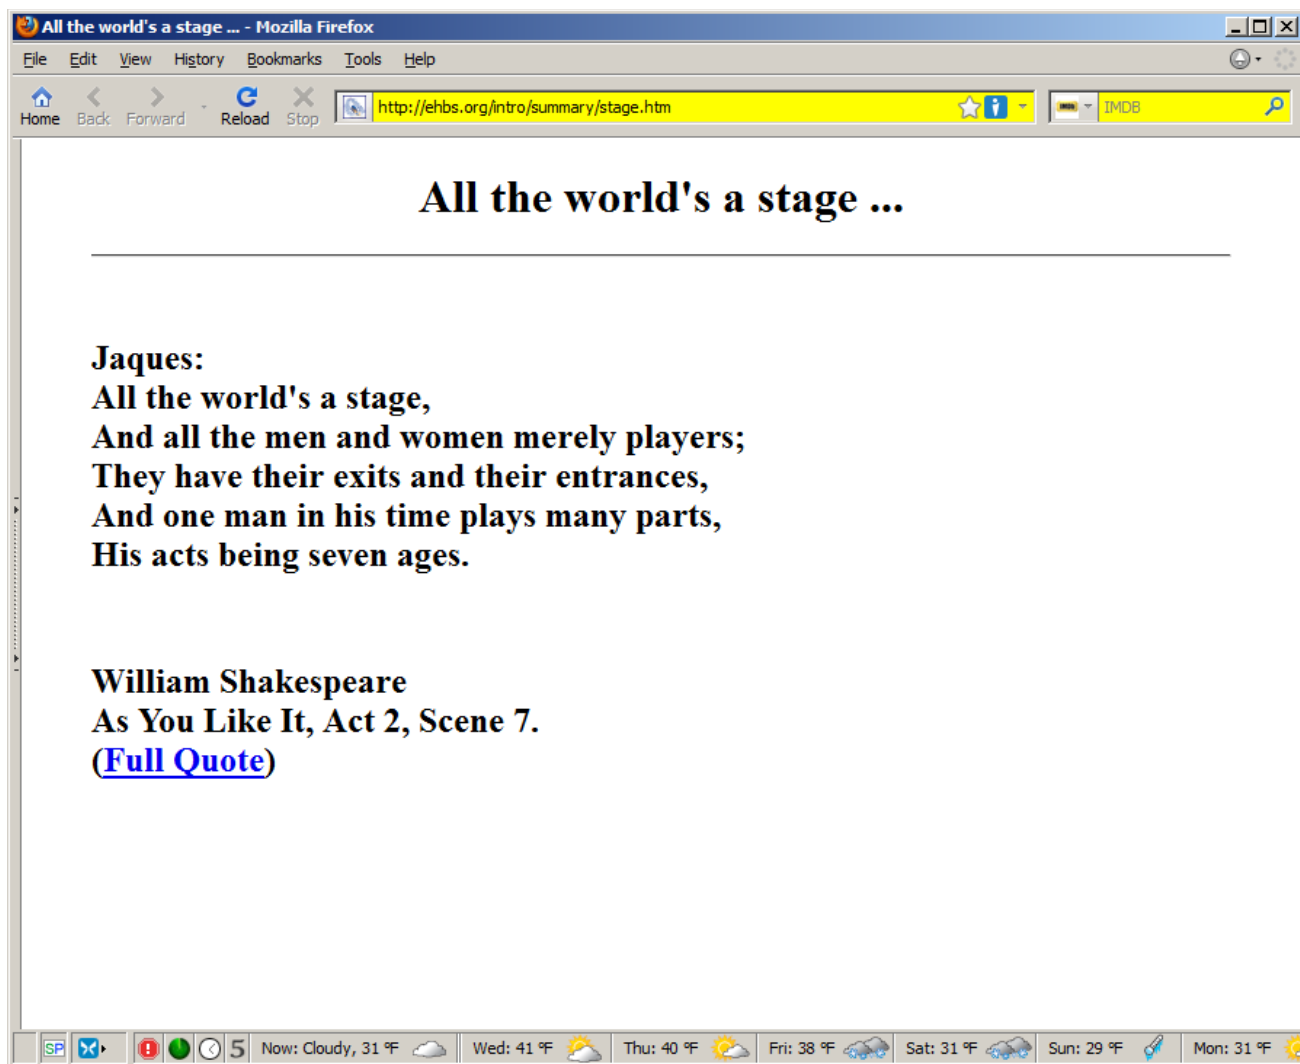 All the world's a stage ... - Mozilla Firefox
File Edit View History Bookmarks Tools Help
Home Back Forward Reload Stop http://ehbs.org/intro/summary/stage.htm IMDB
All the world's a stage ...
Jaques:
All the world's a stage,
And all the men and women merely players;
They have their exits and their entrances,
And one man in his time plays many parts,
His acts being seven ages.
William Shakespeare
As You Like It, Act 2, Scene 7.
(Full Quote)
SP 5 Now: Cloudy, 31 °F Wed: 41 °F Thu: 40 °F Fri: 38 °F Sat: 31 °F Sun: 29 °F Mon: 31 °F